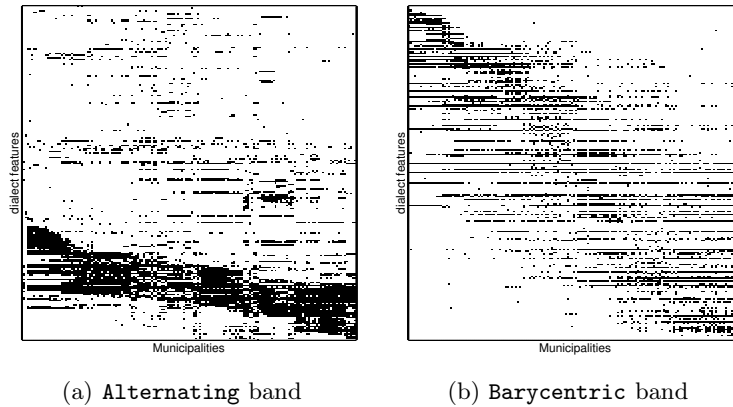 dialect features
Municipalities
(a) Alternating band
dialect features
Municipalities
(b) Barycentric band